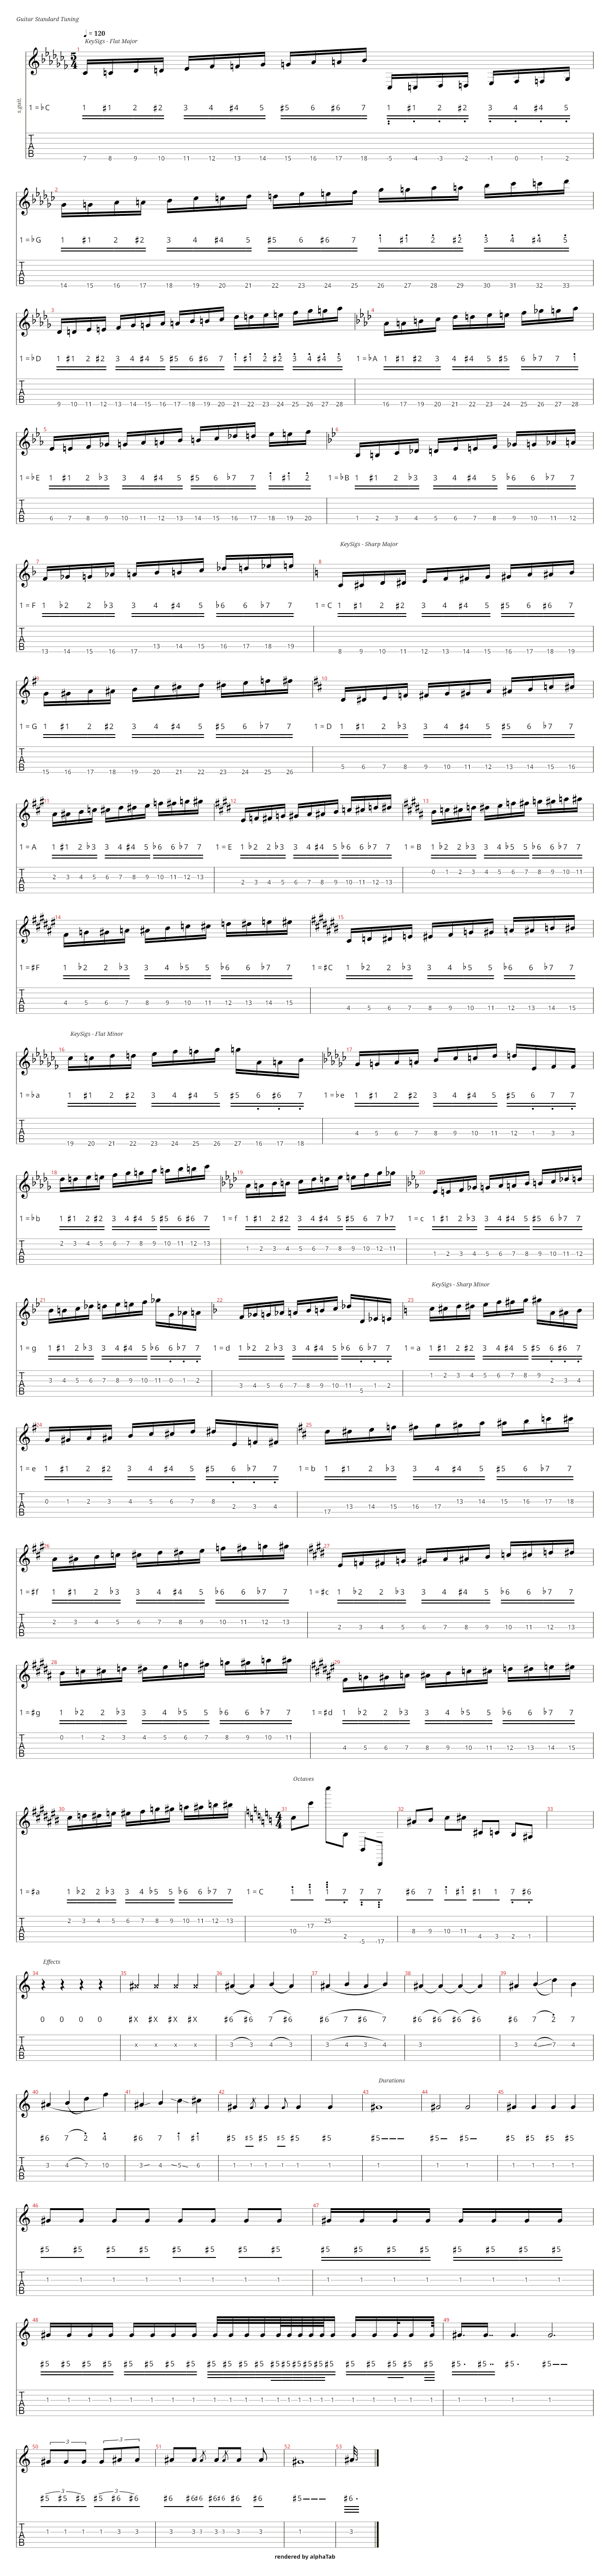 Guitar Standard Tuning
♩ = 120
KeySigs - Flat Major
s.guit.
1 = ♭C 1 ♯1 2 ♯2 3 4 ♯4 5 ♯5 6 ♯6 7 1 ♯1 2 ♯2 3 4 ♯4 5
7 8 9 10 11 12 13 14 15 16 17 18 -5 -4 -3 -2 -1 0 1 2
1 = ♭G 1 ♯1 2 ♯2 3 4 ♯4 5 ♯5 6 ♯6 7 1 ♯1 2 ♯2 3 4 ♯4 5
14 15 16 17 18 19 20 21 22 23 24 25 26 27 28 29 30 31 32 33
1 = ♭D 1 ♯1 2 ♯2 3 4 ♯4 5 ♯5 6 ♯6 7 1 ♯1 2 ♯2 3 4 ♯4 5 1 = ♭A 1 ♯1 ♯2 3 4 ♯4 5 ♯5 6 ♭7 7 1
9 10 11 12 13 14 15 16 17 18 19 20 21 22 23 24 25 26 27 28 16 17 19 20 21 22 23 24 25 26 27 28
1 = ♭E 1 ♯1 2 ♭3 3 4 ♯4 5 ♯5 6 ♭7 7 1 ♯1 2 1 = ♭B 1 ♯1 2 ♭3 3 4 ♯4 5 ♭6 6 ♭7 7
6 7 8 9 10 11 12 13 14 15 16 17 18 19 20 1 2 3 4 5 6 7 8 9 10 11 12
KeySigs - Sharp Major
1 = F 1 ♭2 2 ♭3 3 4 ♯4 5 ♭6 6 ♭7 7 1 = C 1 ♯1 2 ♯2 3 4 ♯4 5 ♯5 6 ♯6 7
13 14 15 16 17 13 14 15 16 17 18 19 8 9 10 11 12 13 14 15 16 17 18 19
1 = G 1 ♯1 2 ♯2 3 4 ♯4 5 ♯5 6 ♭7 7 1 = D 1 ♯1 2 ♭3 3 4 ♯4 5 ♯5 6 ♭7 7
15 16 17 18 19 20 21 22 23 24 25 26 5 6 7 8 9 10 11 12 13 14 15 16
1 = A 1 ♯1 2 ♭3 3 4 ♯4 5 ♭6 6 ♭7 7 1 = E 1 ♭2 2 ♭3 3 4 ♯4 5 ♭6 6 ♭7 7 1 = B 1 ♭2 2 ♭3 3 4 ♭5 5 ♭6 6 ♭7 7
2 3 4 5 6 7 8 9 10 11 12 13 2 3 4 5 6 7 8 9 10 11 12 13 0 1 2 3 4 5 6 7 8 9 10 11
1 = ♯F 1 ♭2 2 ♭3 3 4 ♭5 5 ♭6 6 ♭7 7 1 = ♯C 1 ♭2 2 ♭3 3 4 ♭5 5 ♭6 6 ♭7 7
4 5 6 7 8 9 10 11 12 13 14 15 4 5 6 7 8 9 10 11 12 13 14 15
KeySigs - Flat Minor
1 = ♭a 1 ♯1 2 ♯2 3 4 ♯4 5 ♯5 6 ♯6 7 1 = ♭e 1 ♯1 2 ♯2 3 4 ♯4 5 ♯5 6 7 7
19 20 21 22 23 24 25 26 27 16 17 18 4 5 6 7 8 9 10 11 12 1 3 3
1 = ♭b 1 ♯1 2 ♯2 3 4 ♯4 5 ♯5 6 ♯6 7 1 = f 1 ♯1 2 ♯2 3 4 ♯4 5 ♯5 6 7 ♭7 1 = c 1 ♯1 2 ♭3 3 4 ♯4 5 ♯5 6 ♭7 7
2 3 4 5 6 7 8 9 10 11 12 13 1 2 3 4 5 6 7 8 9 10 12 11 1 2 3 4 5 6 7 8 9 10 11 12
KeySigs - Sharp Minor
1 = g 1 ♯1 2 ♭3 3 4 ♯4 5 ♭6 6 ♭7 7 1 = d 1 ♭2 2 ♭3 3 4 ♯4 5 ♭6 6 ♭7 7 1 = a 1 ♯1 2 ♯2 3 4 ♯4 5 ♯5 6 ♯6 7
3 4 5 6 7 8 9 10 11 0 1 2 3 4 5 6 7 8 9 10 11 5 1 2 1 2 3 4 5 6 7 8 9 2 3 4
1 = e 1 ♯1 2 ♯2 3 4 ♯4 5 ♯5 6 ♭7 7 1 = b 1 ♯1 2 ♭3 3 4 ♯4 5 ♯5 6 ♭7 7
0 1 2 3 4 5 6 7 8 2 3 4 17 13 14 15 16 17 13 14 15 16 17 18
1 = ♯f 1 ♯1 2 ♭3 3 4 ♯4 5 ♭6 6 ♭7 7 1 = ♯c 1 ♭2 2 ♭3 3 4 ♯4 5 ♭6 6 ♭7 7
2 3 4 5 6 7 8 9 10 11 12 13 2 3 4 5 6 7 8 9 10 11 12 13
1 = ♯g 1 ♭2 2 ♭3 3 4 ♭5 5 ♭6 6 ♭7 7 1 = ♯d 1 ♭2 2 ♭3 3 4 ♭5 5 ♭6 6 ♭7 7
0 1 2 3 4 5 6 7 8 9 10 11 4 5 6 7 8 9 10 11 12 13 14 15
Octaves
1 = ♯a 1 ♭2 2 ♭3 3 4 ♭5 5 ♭6 6 ♭7 7 1 = C 1 1 1 7 7 7 ♯6 7 1 ♯1 ♯1 1 7 ♯6
2 3 4 5 6 7 8 9 10 11 12 13 10 17 25 2 -5 -17 8 9 10 11 4 3 2 1
Effects
0 0 0 0 ♯X ♯X ♯X ♯X ♯6 6 7 6 ♯6 7 ♯6 7 ♯6 ♯6 ♯6 ♯6 ♯6 7 2 7
x x x x 3 3 4 3 3 4 3 4 3 3 4 7 4
Durations
♯6 7 2 4 ♯6 7 1 ♯1 ♯5 ♯5 ♯5 ♯5 ♯5 ♯5 ♯5 ♯5 ♯5 ♯5 ♯5 ♯5 ♯5
3 4 7 10 3 4 5 6 1 1 1 1 1 1 1 1 1 1 1 1 1
♯5 ♯5 ♯5 ♯5 ♯5 ♯5 ♯5 ♯5 ♯5 ♯5 ♯5 ♯5 ♯5 ♯5 ♯5 ♯5
1 1 1 1 1 1 1 1 1 1 1 1 1 1 1 1
♯5 ♯5 ♯5 ♯5 ♯5 ♯5 ♯5 ♯5 ♯5 ♯5 ♯5 ♯5 ♯5 ♯5 ♯5 ♯5 ♯5 ♯5 ♯5 ♯5 ♯5 ♯5 ♯5 ♯5 ♯5 ♯5 ♯5
1 1 1 1 1 1 1 1 1 1 1 1 1 1 1 1 1 1 1 1 1 1 1 1 1 1 1
♯5 ♯5 ♯5 ♯5 ♯6 ♯6 ♯6 ♯6 ♯6 ♯6 ♯6 ♯6 ♯6 ♯5 ♯6
1 1 1 1 3 3 3 3 1 3 1 3 3 1 3
rendered by alphaTab